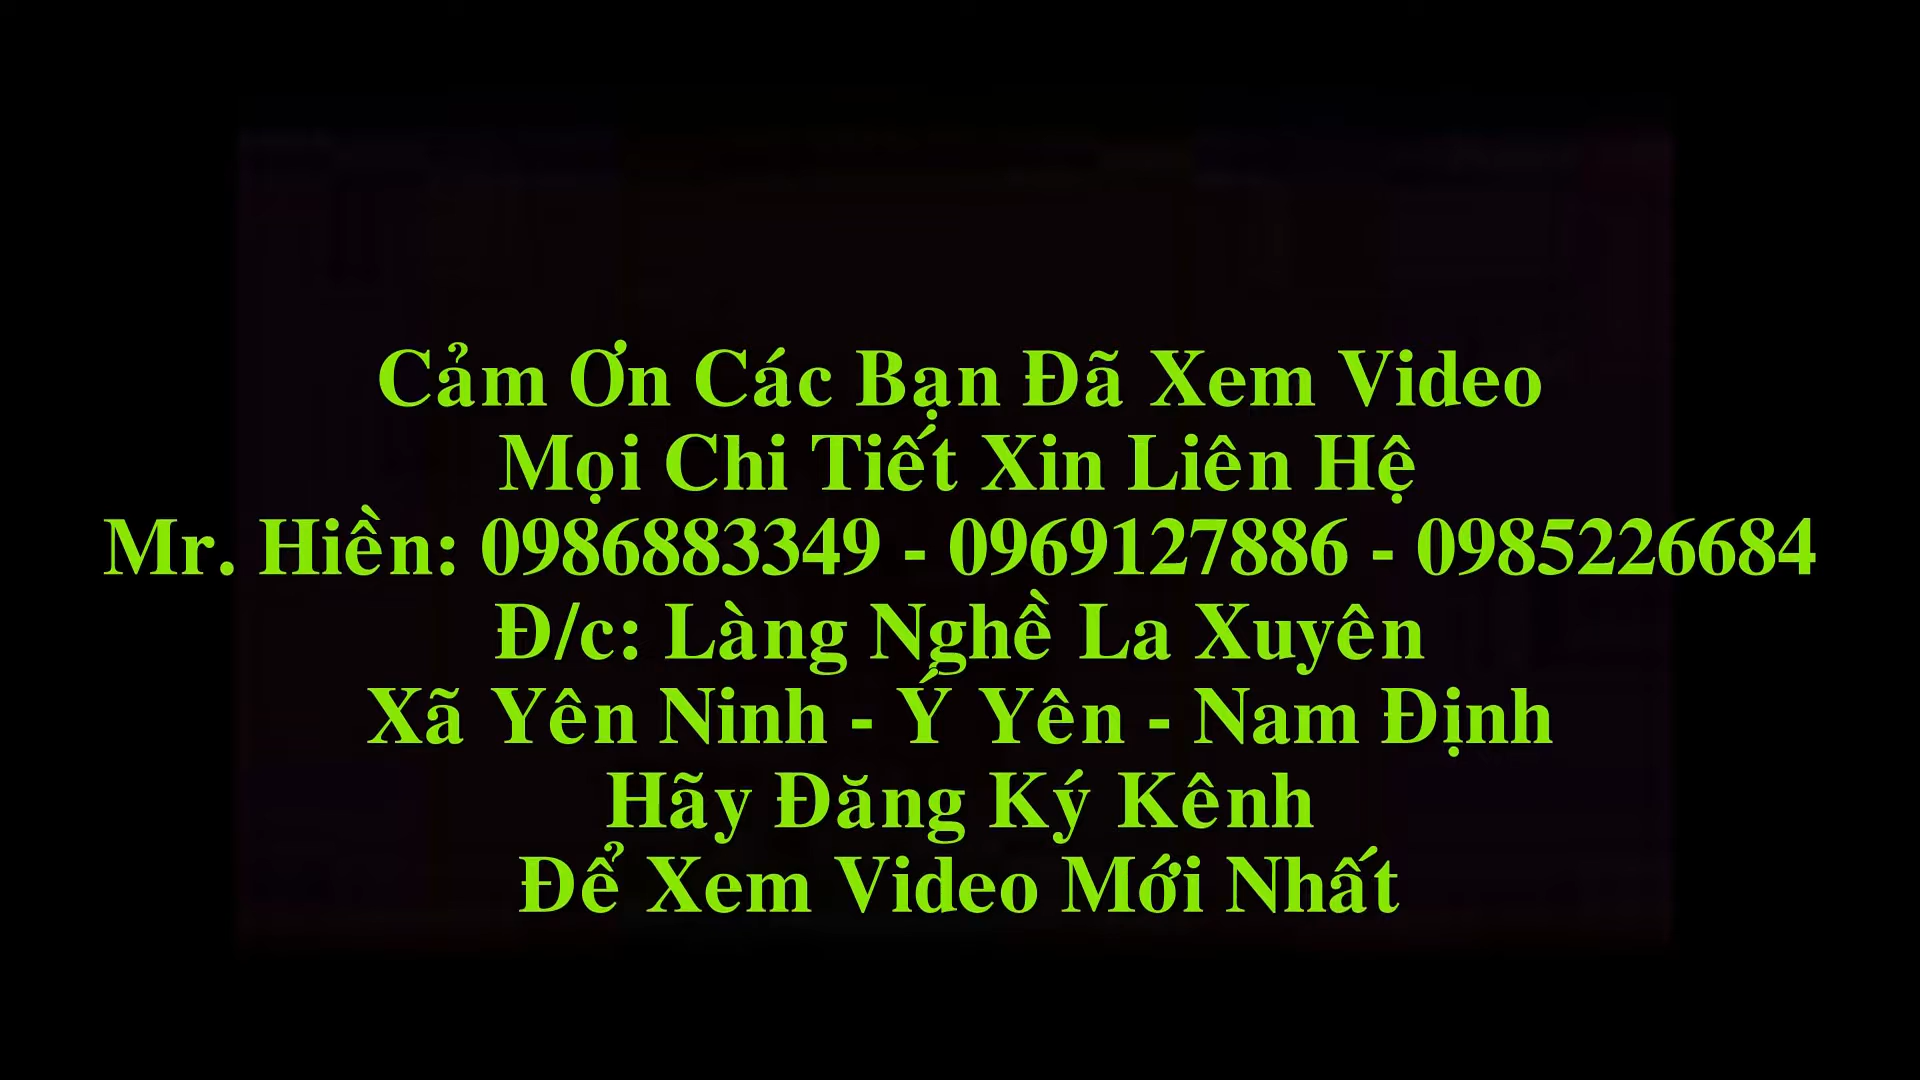 Cảm Ơn Các Bạn Đã Xem Video
Mọi Chi Tiết Xin Liên Hệ
Mr. Hiền: 0986883349 - 0969127886 - 0985226684
Đ/c: Làng Nghề La Xuyên
Xã Yên Ninh - Ý Yên - Nam Định
Hãy Đăng Ký Kênh
Để Xem Video Mới Nhất